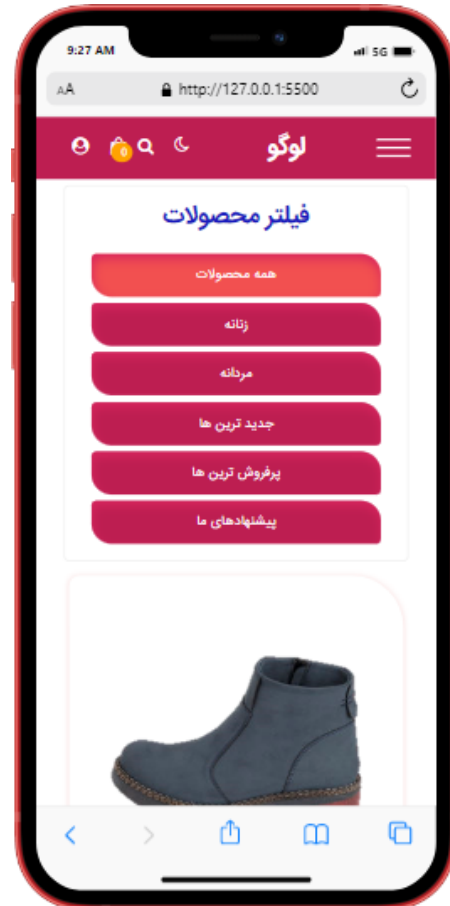 9:27 AM 5G
AA http://127.0.0.1:5500
لوگو
0
فیلتر محصولات
همه محصولات
زنانه
مردانه
جدید ترین ها
پرفروش ترین ها
پیشنهادهای ما